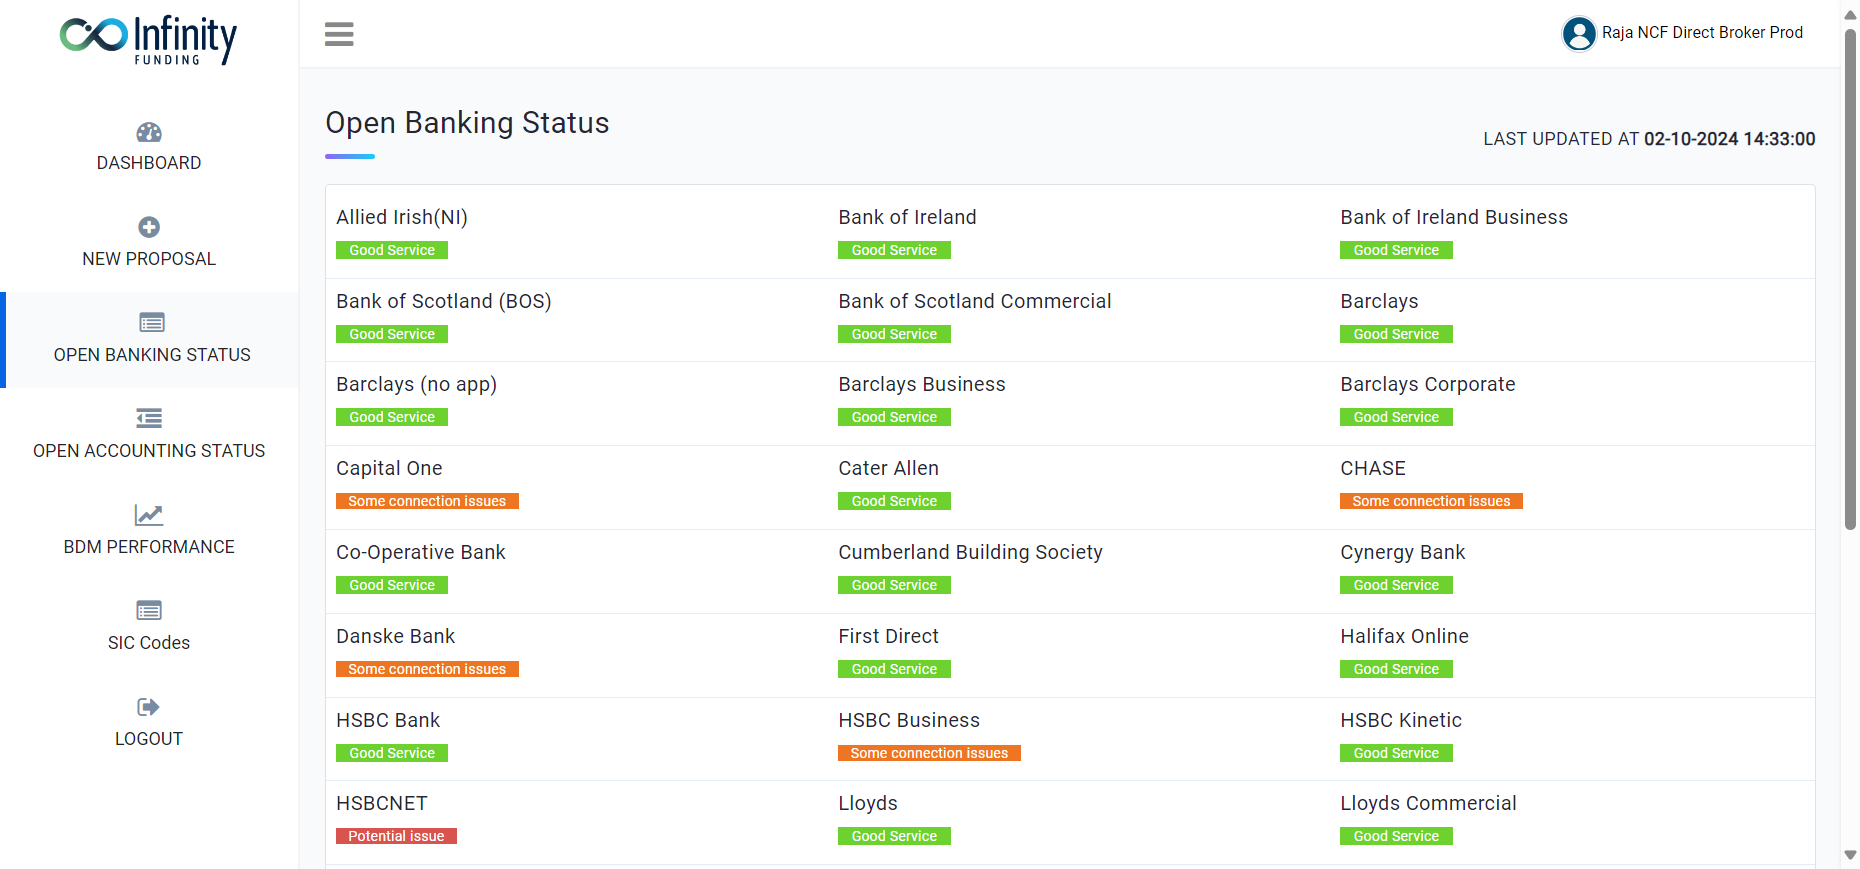 Infinity
FUNDING
Raja NCF Direct Broker Prod
DASHBOARD
NEW PROPOSAL
OPEN BANKING STATUS
OPEN ACCOUNTING STATUS
BDM PERFORMANCE
SIC Codes
LOGOUT
Open Banking Status
LAST UPDATED AT 02-10-2024 14:33:00
Allied Irish(NI)
Good Service
Bank of Ireland
Good Service
Bank of Ireland Business
Good Service
Bank of Scotland (BOS)
Good Service
Bank of Scotland Commercial
Good Service
Barclays
Good Service
Barclays (no app)
Good Service
Barclays Business
Good Service
Barclays Corporate
Good Service
Capital One
Some connection issues
Cater Allen
Good Service
CHASE
Some connection issues
Co-Operative Bank
Good Service
Cumberland Building Society
Good Service
Cynergy Bank
Good Service
Danske Bank
Some connection issues
First Direct
Good Service
Halifax Online
Good Service
HSBC Bank
Good Service
HSBC Business
Some connection issues
HSBC Kinetic
Good Service
HSBCNET
Potential issue
Lloyds
Good Service
Lloyds Commercial
Good Service